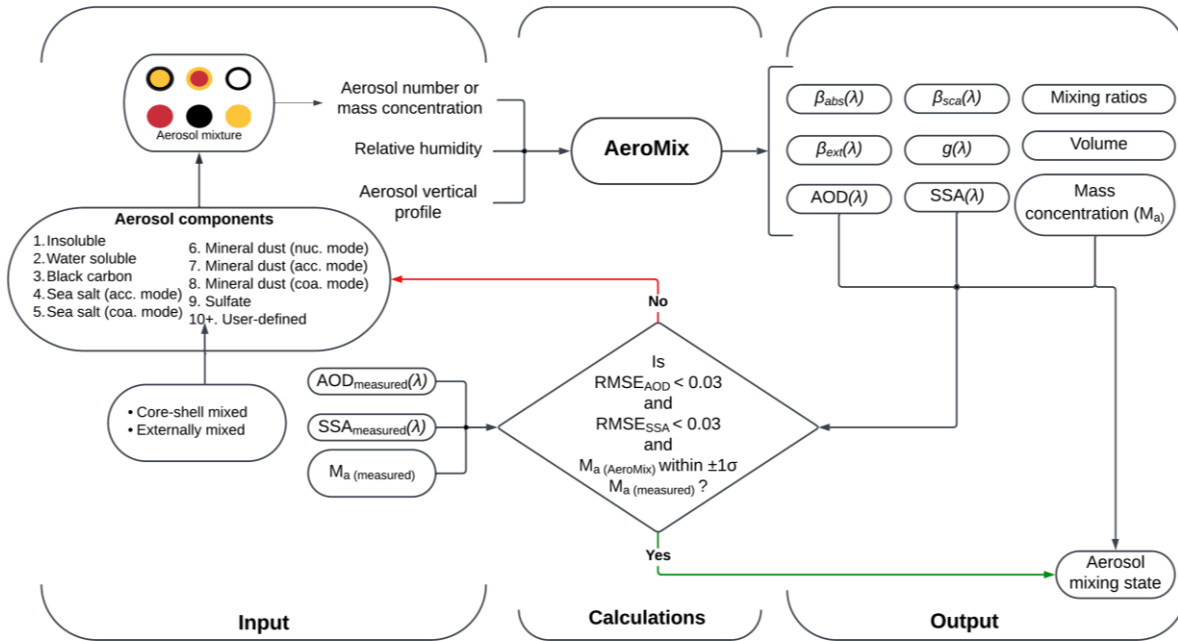 Aerosol mixture
Aerosol number or
mass concentration
Relative humidity
Aerosol vertical
profile
AeroMix
βabs(λ)
βsca(λ)
Mixing ratios
βext(λ)
g(λ)
Volume
AOD(λ)
SSA(λ)
Mass
concentration (Ma)
Aerosol components
1. Insoluble
2. Water soluble
3. Black carbon
4. Sea salt (acc. mode)
5. Sea salt (coa. mode)
6. Mineral dust (nuc. mode)
7. Mineral dust (acc. mode)
8. Mineral dust (coa. mode)
9. Sulfate
10+. User-defined
• Core-shell mixed
• Externally mixed
AODmeasured(λ)
SSAmeasured(λ)
Ma (measured)
No
Is
RMSEAOD < 0.03
and
RMSESSA < 0.03
and
Ma (AeroMix) within ±1σ
Ma (measured) ?
Yes
Aerosol
mixing state
Input
Calculations
Output